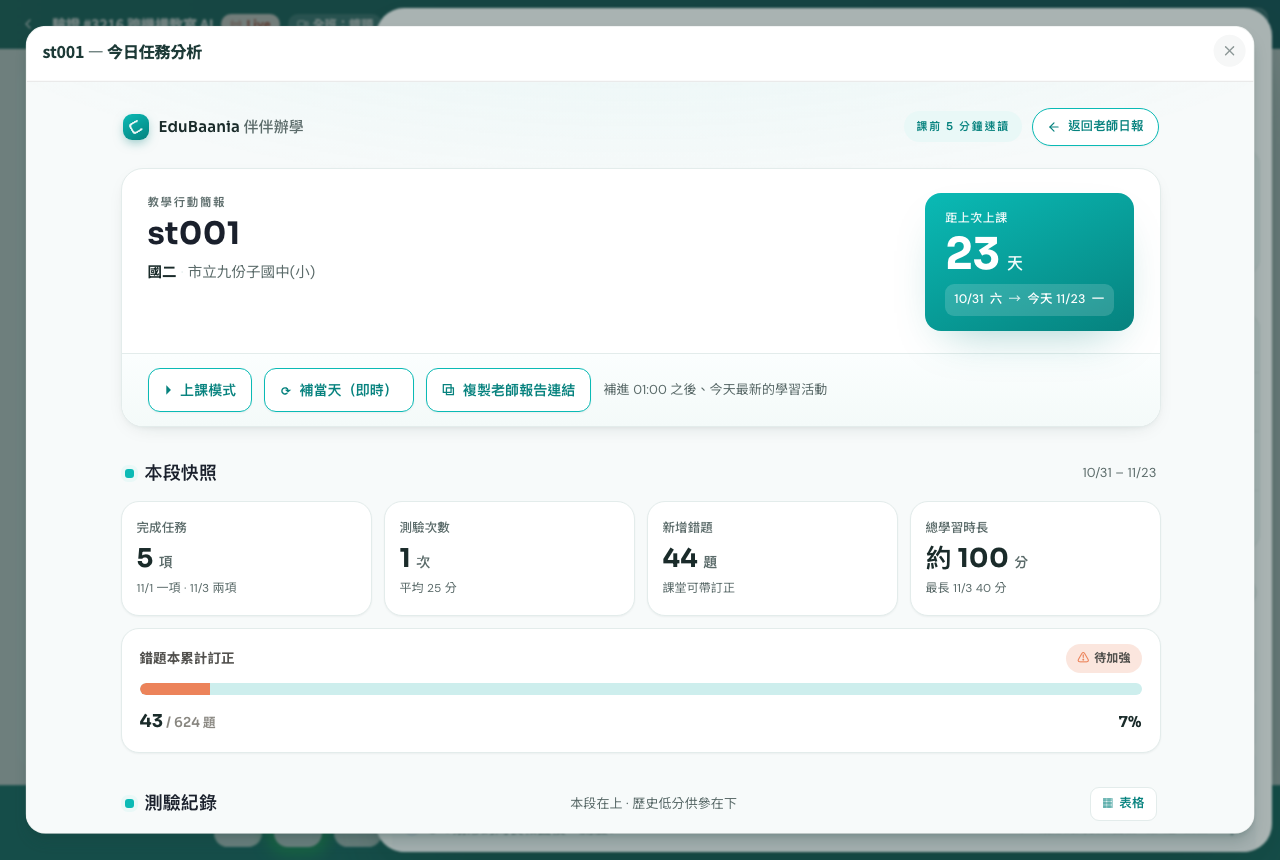 st001 — 今日任務分析
EduBaania 伴伴辦學
課前 5 分鐘速讀
← 返回老師日報
教學行動簡報
st001
國二 市立九份子國中(小)
距上次上課
23 天
10/31 六 → 今天 11/23 一
上課模式
補當天（即時）
複製老師報告連結
補進 01:00 之後、今天最新的學習活動
本段快照
10/31 – 11/23
完成任務
5 項
11/1 一項 · 11/3 兩項
測驗次數
1 次
平均 25 分
新增錯題
44 題
課堂可帶訂正
總學習時長
約 100 分
最長 11/3 40 分
錯題本累計訂正
待加強
43 / 624 題
7%
測驗紀錄
本段在上 · 歷史低分供參在下
表格